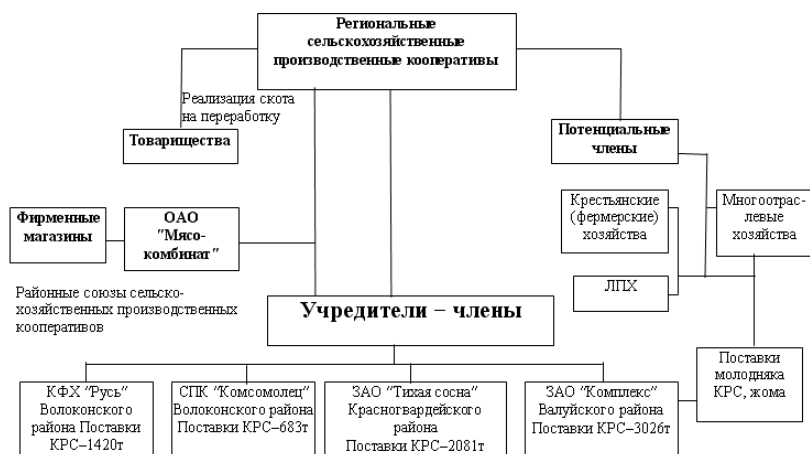 Региональные
сельскохозяйственные
производственные кооперативы
Реализация скота
на переработку
Товарищества
Потенциальные
члены
Крестьянские
(фермерские)
хозяйства
Многоотрас-
левые
хозяйства
Фирменные
магазины
ОАО
"Мясо-
комбинат"
ЛПХ
Районные союзы сельско-
хозяйственных производственных
кооперативов
Учредители – члены
Поставки
молодняка
КРС, жома
КФХ "Русь"
Волоконского
района Поставки
КРС–1420т
СПК "Комсомолец"
Волоконского района
Поставки КРС–683т
ЗАО "Тихая сосна"
Красногвардейского
района
Поставки КРС–2081т
ЗАО "Комплекс"
Валуйского района
Поставки КРС–3026т